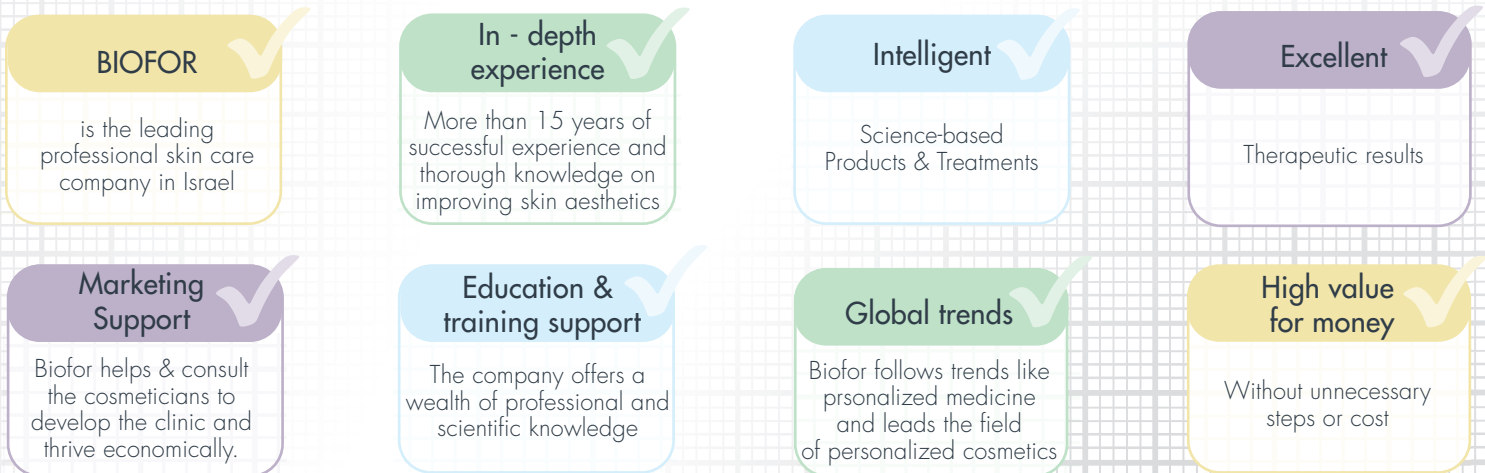 BIOFOR
is the leading
professional skin care
company in Israel
In - depth
experience
More than 15 years of
successful experience and
thorough knowledge on
improving skin aesthetics
Intelligent
Science-based
Products & Treatments
Excellent
Therapeutic results
Marketing
Support
Biofor helps & consult
the cosmeticians to
develop the clinic and
thrive economically.
Education &
training support
The company offers a
wealth of professional and
scientific knowledge
Global trends
Biofor follows trends like
prsonalized medicine
and leads the field
of personalized cosmetics
High value
for money
Without unnecessary
steps or cost